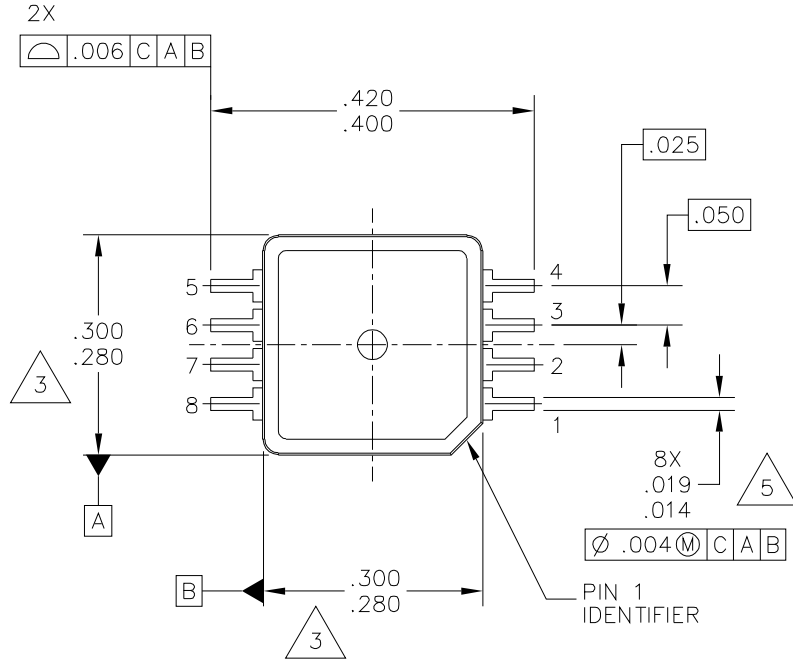 2X
⌓ .006 C A B
.420
.400
.025
.050
5
4
6
3
.300
.280
3
7
2
8
1
8X
.019
.014
5
⌀ .004 Ⓜ C A B
A
B
.300
.280
3
PIN 1
IDENTIFIER